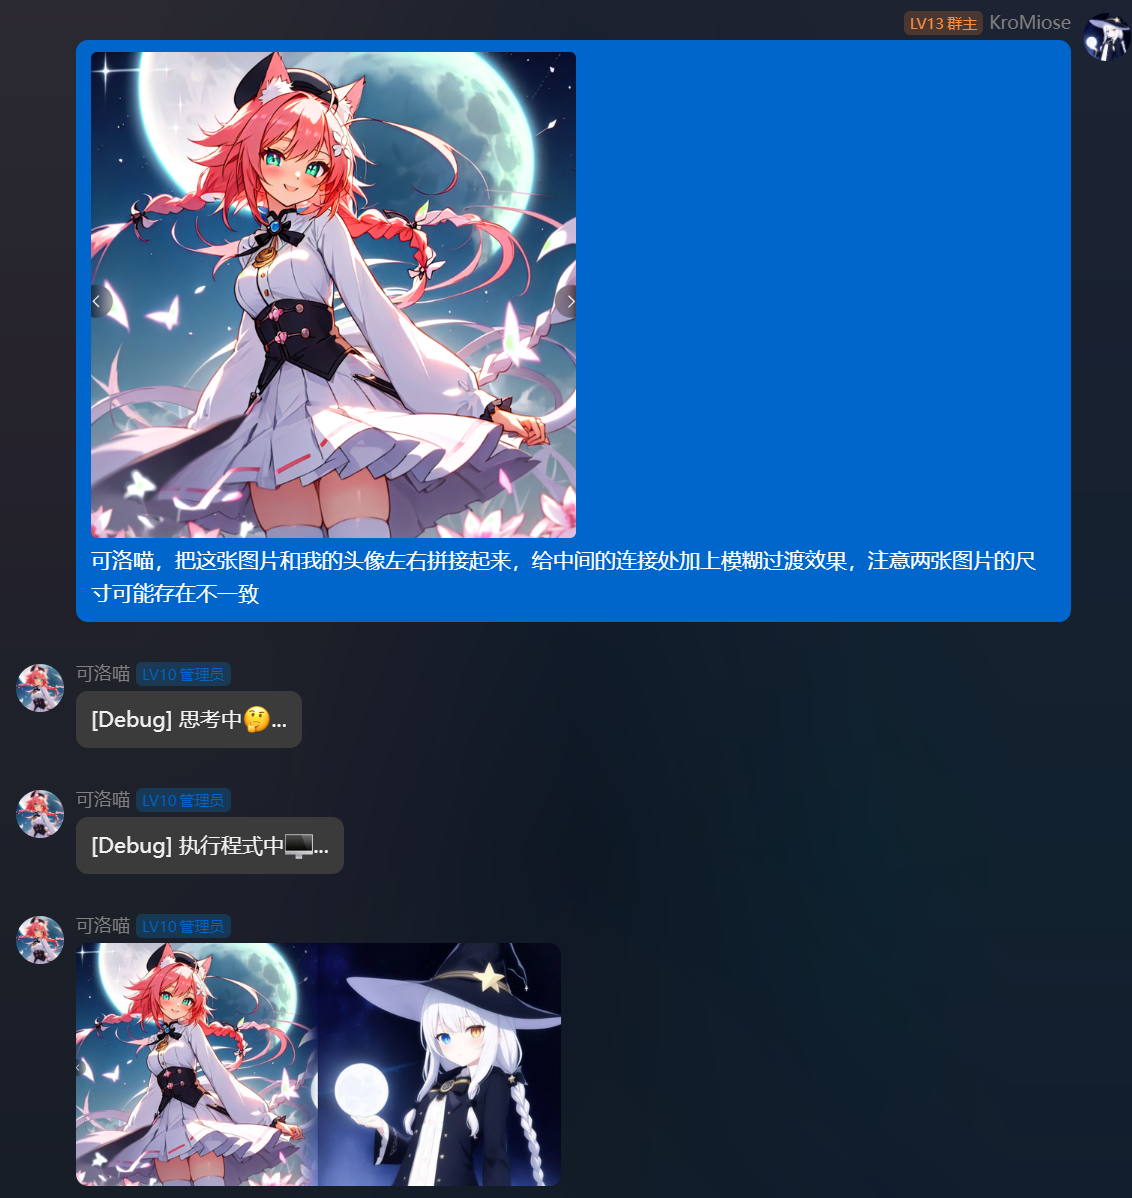 LV13 群主 KroMiose
可洛喵，把这张图片和我的头像左右拼接起来，给中间的连接处加上模糊过渡效果，注意两张图片的尺
寸可能存在不一致
可洛喵 LV10 管理员
[Debug] 思考中🤔...
可洛喵 LV10 管理员
[Debug] 执行程式中🖥️...
可洛喵 LV10 管理员